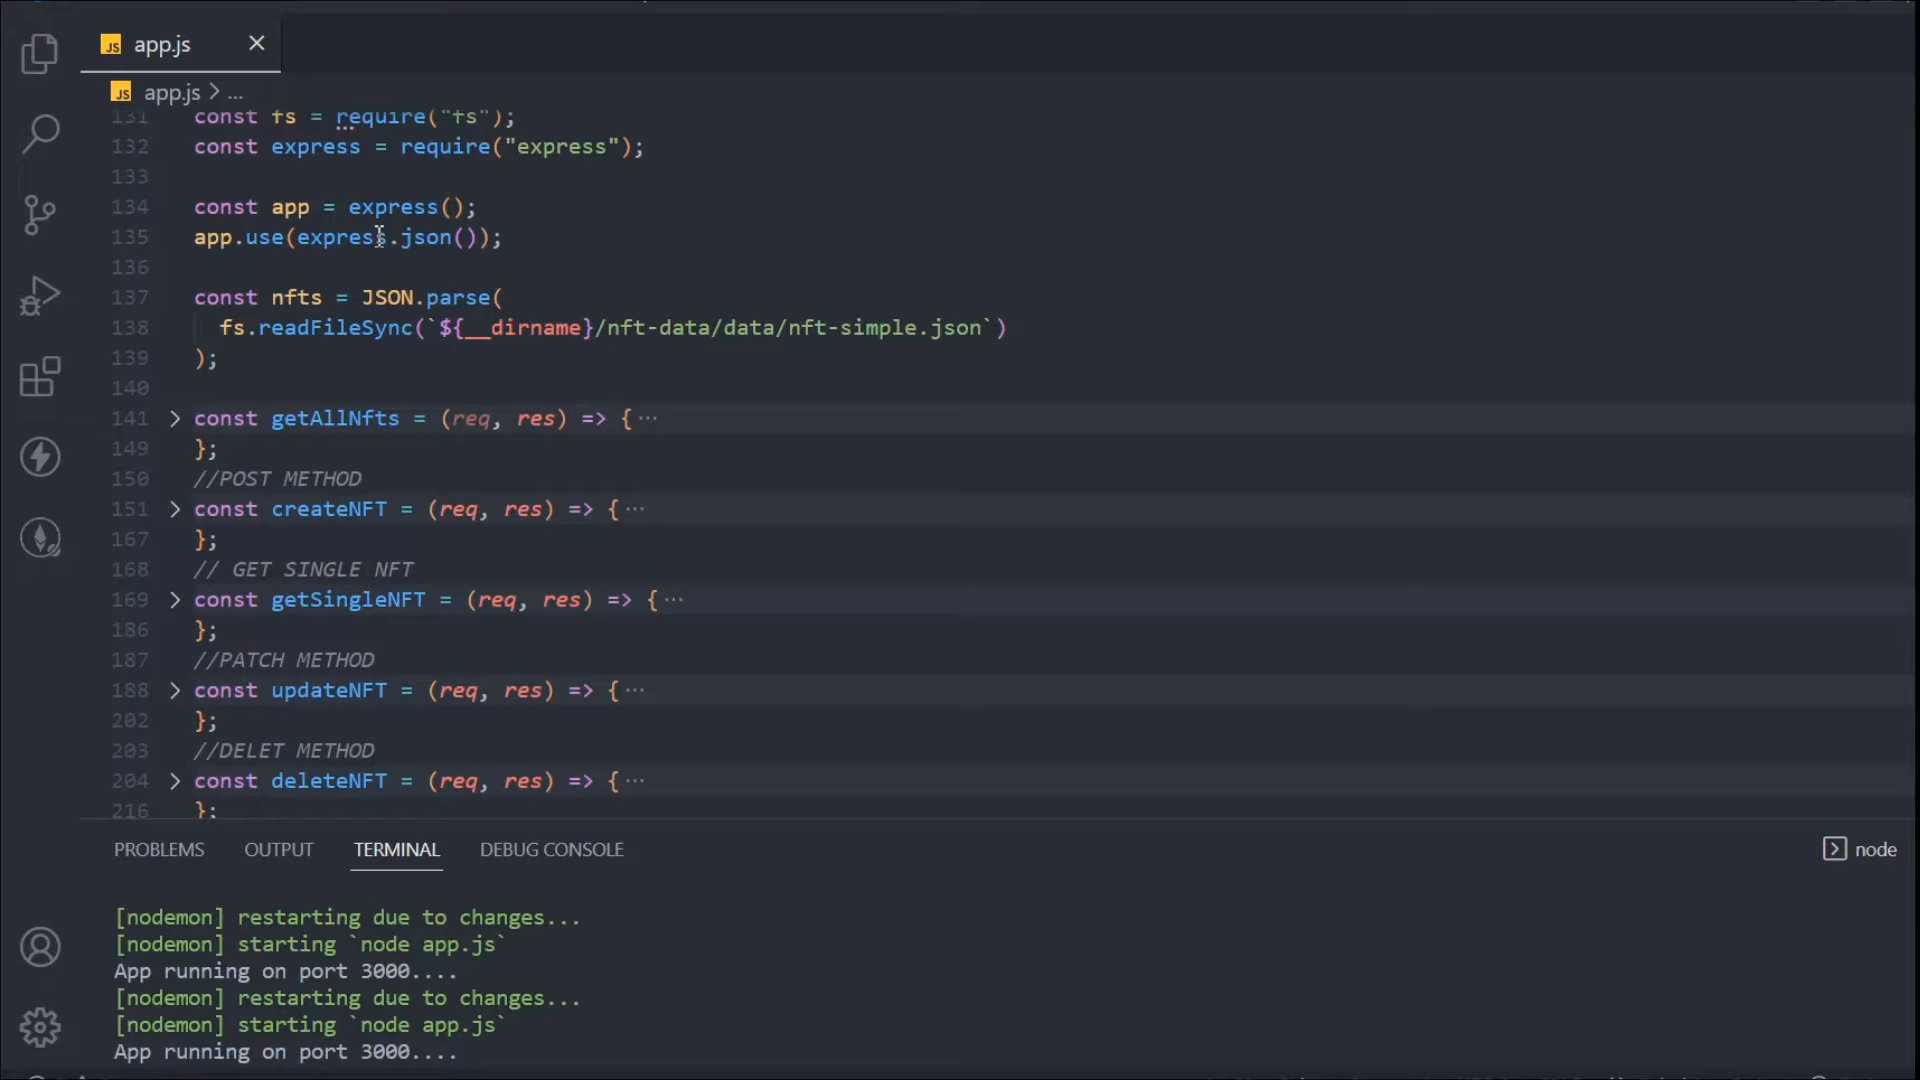 JS app.js
JS app.js > ...
131 const fs = require("fs");
132 const express = require("express");
133
134 const app = express();
135 app.use(express.json());
136
137 const nfts = JSON.parse(
138 fs.readFileSync(`${__dirname}/nft-data/data/nft-simple.json`)
139 );
140
141 const getAllNfts = (req, res) => { ...
149 };
150 //POST METHOD
151 const createNFT = (req, res) => { ...
167 };
168 // GET SINGLE NFT
169 const getSingleNFT = (req, res) => { ...
186 };
187 //PATCH METHOD
188 const updateNFT = (req, res) => { ...
202 };
203 //DELET METHOD
204 const deleteNFT = (req, res) => { ...
216 };
PROBLEMS OUTPUT TERMINAL DEBUG CONSOLE node
[nodemon] restarting due to changes...
[nodemon] starting `node app.js`
App running on port 3000....
[nodemon] restarting due to changes...
[nodemon] starting `node app.js`
App running on port 3000....